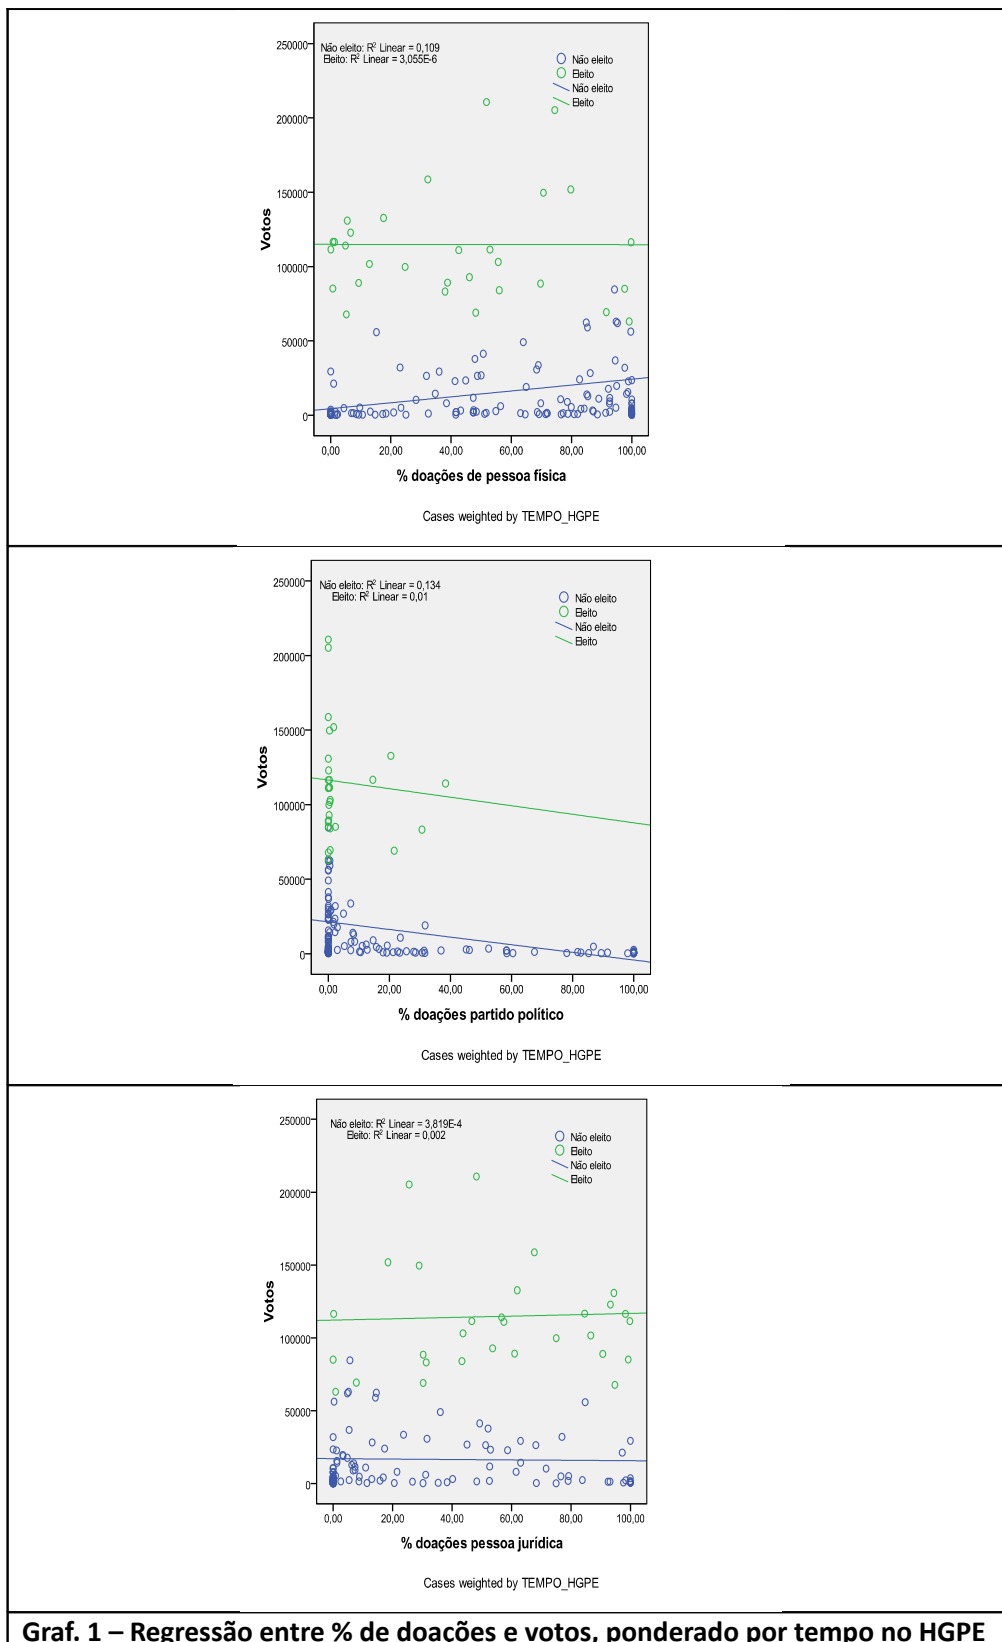 Não eleito: R² Linear = 0,109
Eleito: R² Linear = 3,055E-6
Não eleito
Eleito
Não eleito
Eleito
250000
200000
150000
100000
50000
0
Votos
0,00 20,00 40,00 60,00 80,00 100,00
% doações de pessoa física
Cases weighted by TEMPO_HGPE
Não eleito: R² Linear = 0,134
Eleito: R² Linear = 0,01
Não eleito
Eleito
Não eleito
Eleito
250000
200000
150000
100000
50000
0
Votos
0,00 20,00 40,00 60,00 80,00 100,00
% doações partido político
Cases weighted by TEMPO_HGPE
Não eleito: R² Linear = 3,819E-4
Eleito: R² Linear = 0,002
Não eleito
Eleito
Não eleito
Eleito
250000
200000
150000
100000
50000
0
Votos
0,00 20,00 40,00 60,00 80,00 100,00
% doações pessoa jurídica
Cases weighted by TEMPO_HGPE
Graf. 1 – Regressão entre % de doações e votos, ponderado por tempo no HGPE